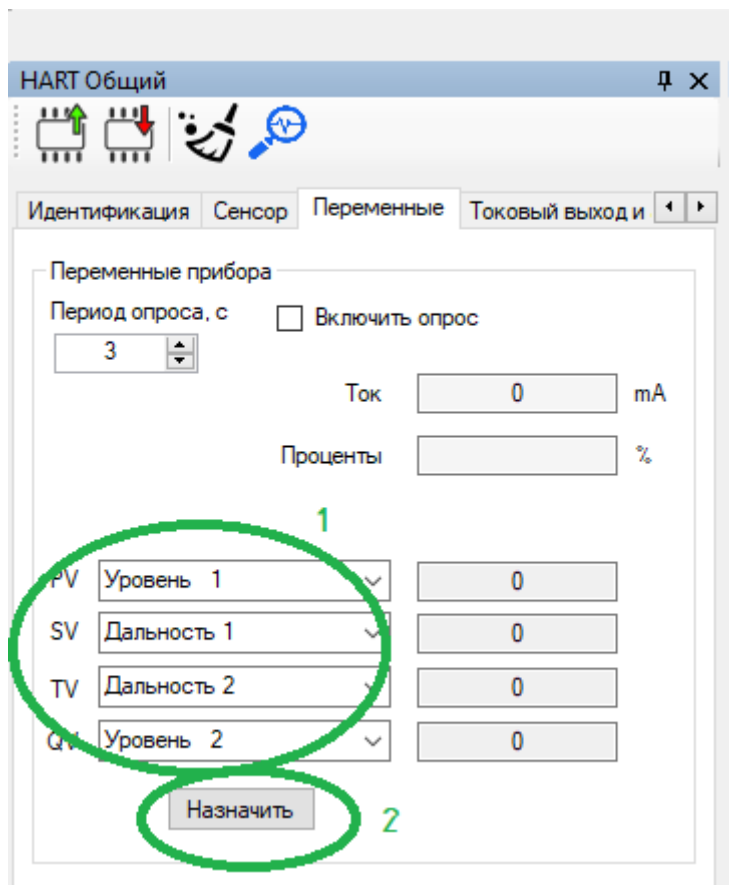 HART Общий
Идентификация Сенсор Переменные Токовый выход и
Переменные прибора
Период опроса, с Включить опрос
3
Ток 0 mA
Проценты %
1
PV Уровень 1 0
SV Дальность 1 0
TV Дальность 2 0
QV Уровень 2 0
Назначить 2